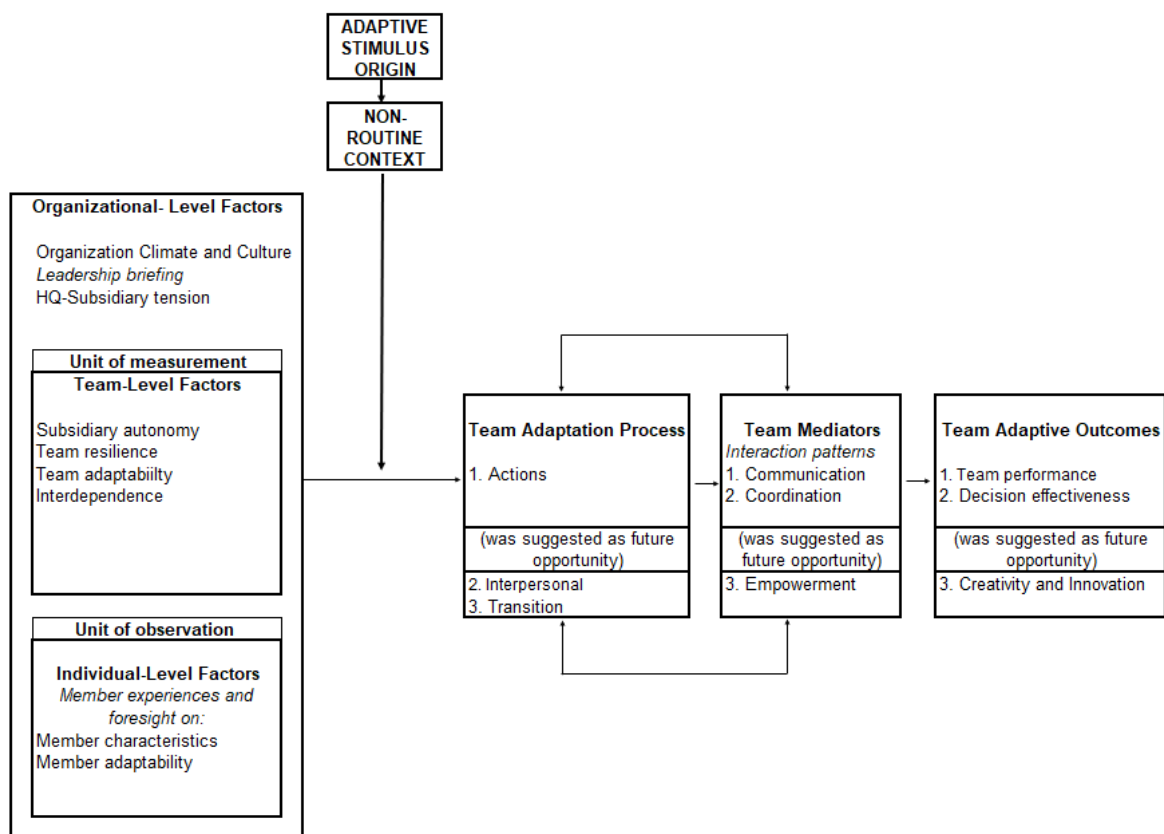 ADAPTIVE
STIMULUS
ORIGIN
NON-
ROUTINE
CONTEXT
Organizational- Level Factors
Organization Climate and Culture
Leadership briefing
HQ-Subsidiary tension
Unit of measurement
Team-Level Factors
Subsidiary autonomy
Team resilience
Team adaptabiilty
Interdependence
Unit of observation
Individual-Level Factors
Member experiences and
foresight on:
Member characteristics
Member adaptability
Team Adaptation Process
1. Actions
(was suggested as future
opportunity)
2. Interpersonal
3. Transition
Team Mediators
Interaction patterns
1. Communication
2. Coordination
(was suggested as
future opportunity)
3. Empowerment
Team Adaptive Outcomes
1. Team performance
2. Decision effectiveness
(was suggested as future
opportunity)
3. Creativity and Innovation